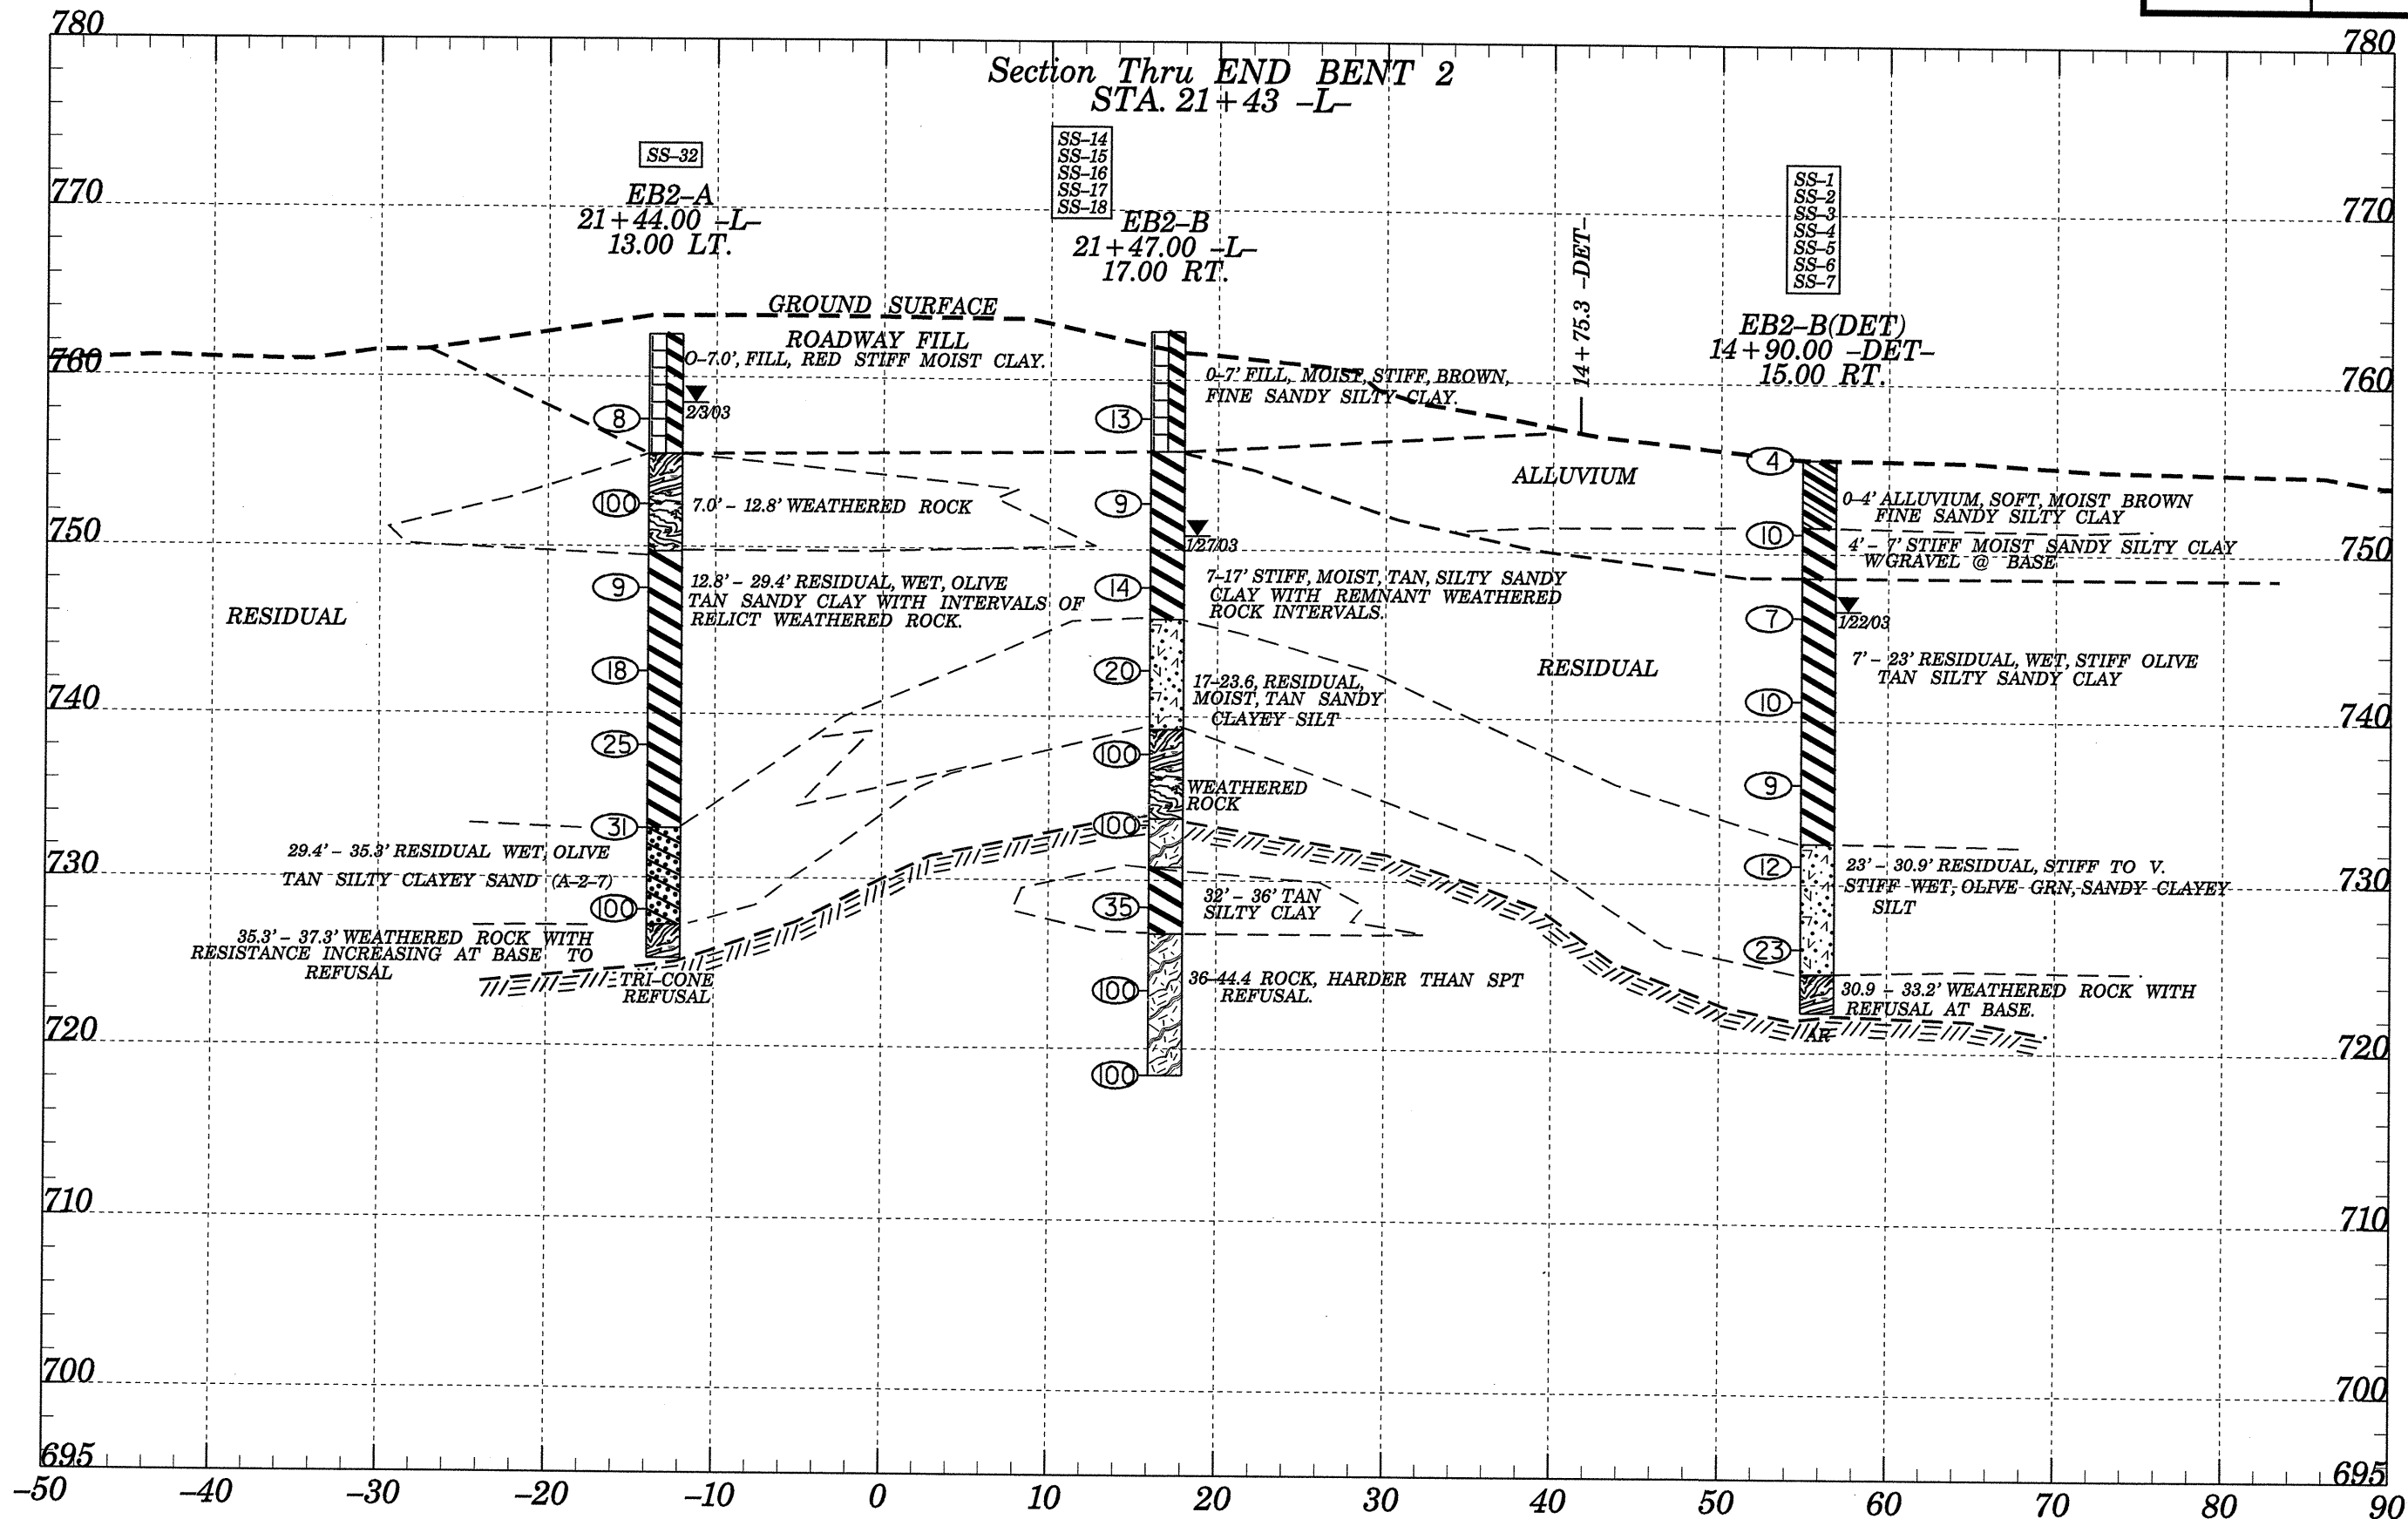 780
780
Section Thru END BENT 2
STA. 21+43 -L-
SS-32
EB2-A
21+44.00 -L-
13.00 LT.
SS-14
SS-15
SS-16
SS-17
SS-18
EB2-B
21+47.00 -L-
17.00 RT.
14+75.3 -DET-
SS-1
SS-2
SS-3
SS-4
SS-5
SS-6
SS-7
EB2-B(DET)
14+90.00 -DET-
15.00 RT.
770
770
GROUND SURFACE
ROADWAY FILL
0-7.0', FILL, RED STIFF MOIST CLAY.
760
760
2/3/03
8
0-7' FILL, MOIST, STIFF, BROWN,
FINE SANDY SILTY CLAY.
13
ALLUVIUM
4
0-4' ALLUVIUM, SOFT, MOIST BROWN
FINE SANDY SILTY CLAY
100
7.0' - 12.8' WEATHERED ROCK
9
1/27/03
10
4' - 7' STIFF MOIST SANDY SILTY CLAY
W/GRAVEL @ BASE
750
750
9
12.8' - 29.4' RESIDUAL, WET, OLIVE
TAN SANDY CLAY WITH INTERVALS OF
RELICT WEATHERED ROCK.
14
7-17' STIFF, MOIST, TAN, SILTY SANDY
CLAY WITH REMNANT WEATHERED
ROCK INTERVALS.
RESIDUAL
7
1/22/03
RESIDUAL
18
20
17-23.6, RESIDUAL,
MOIST, TAN SANDY
CLAYEY SILT
7' - 23' RESIDUAL, WET, STIFF OLIVE
TAN SILTY SANDY CLAY
10
740
740
25
100
WEATHERED
ROCK
9
31
100
29.4' - 35.3' RESIDUAL WET, OLIVE
TAN SILTY CLAYEY SAND (A-2-7)
12
23' - 30.9' RESIDUAL, STIFF TO V.
STIFF WET, OLIVE GRN, SANDY CLAYEY
SILT
730
730
100
35
32' - 36' TAN
SILTY CLAY
35.3' - 37.3' WEATHERED ROCK WITH
RESISTANCE INCREASING AT BASE TO
REFUSAL
TRI-CONE
REFUSAL
23
100
36-44.4 ROCK, HARDER THAN SPT
REFUSAL.
30.9 - 33.2' WEATHERED ROCK WITH
REFUSAL AT BASE.
AR
720
720
100
710
710
700
700
695
695
-50
-40
-30
-20
-10
0
10
20
30
40
50
60
70
80
90